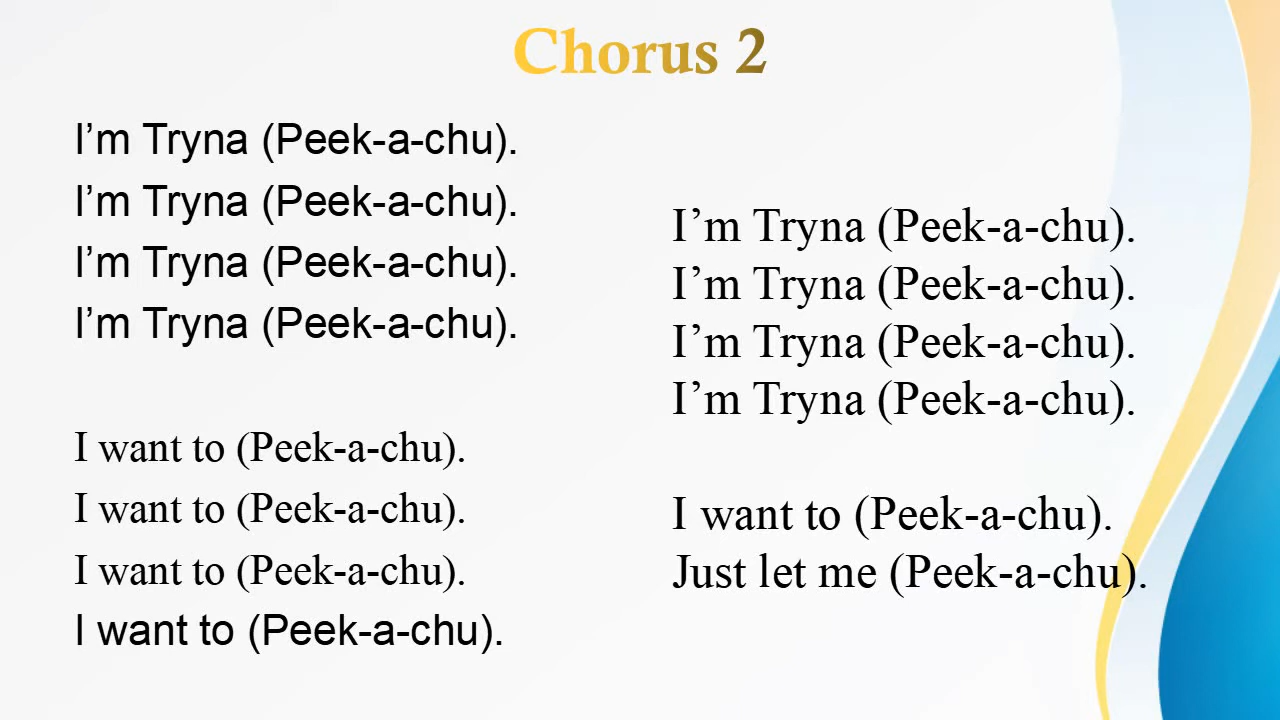 Chorus 2
I’m Tryna (Peek-a-chu).
I’m Tryna (Peek-a-chu).
I’m Tryna (Peek-a-chu).
I’m Tryna (Peek-a-chu).
I want to (Peek-a-chu).
I want to (Peek-a-chu).
I want to (Peek-a-chu).
I want to (Peek-a-chu).
I’m Tryna (Peek-a-chu).
I’m Tryna (Peek-a-chu).
I’m Tryna (Peek-a-chu).
I’m Tryna (Peek-a-chu).
I want to (Peek-a-chu).
Just let me (Peek-a-chu).